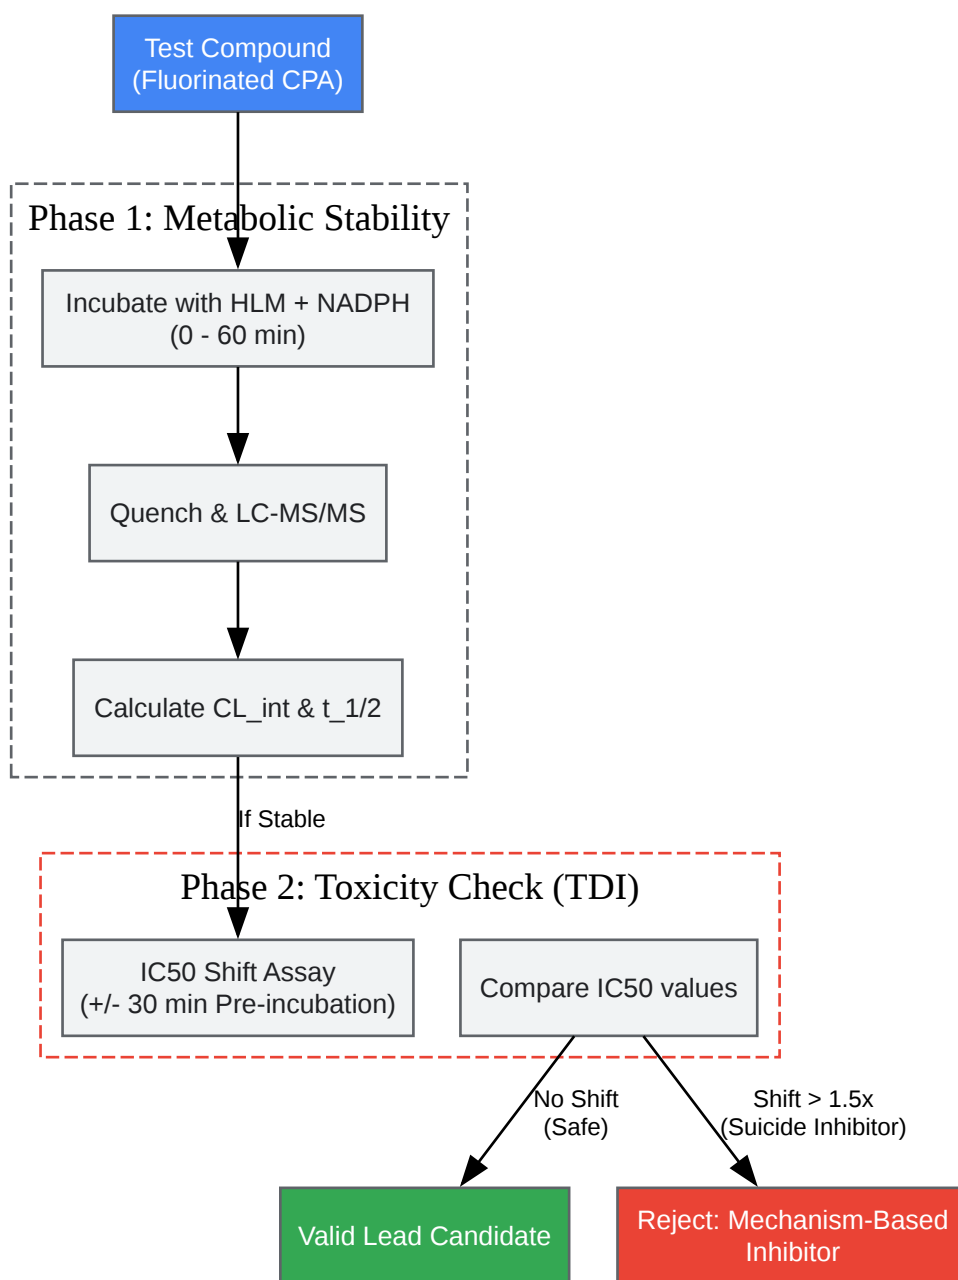 Test Compound
(Fluorinated CPA)
Phase 1: Metabolic Stability
Incubate with HLM + NADPH
(0 - 60 min)
Quench & LC-MS/MS
Calculate CL_int & t_1/2
If Stable
Phase 2: Toxicity Check (TDI)
IC50 Shift Assay
(+/- 30 min Pre-incubation)
Compare IC50 values
No Shift
(Safe)
Shift > 1.5x
(Suicide Inhibitor)
Valid Lead Candidate
Reject: Mechanism-Based
Inhibitor